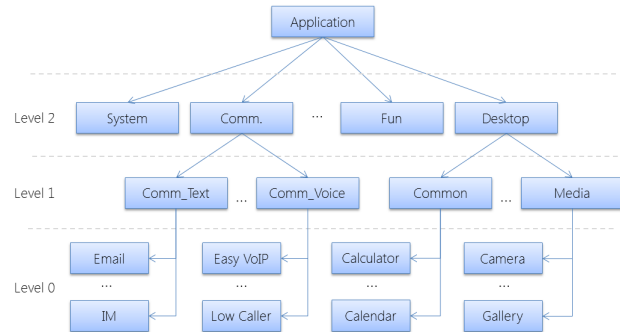 Application
Level 2 System Comm. ... Fun Desktop
Level 1 Comm_Text ... Comm_Voice Common ... Media
Email Easy VoIP Calculator Camera
Level 0 ... ... ... ...
IM Low Caller Calendar Gallery